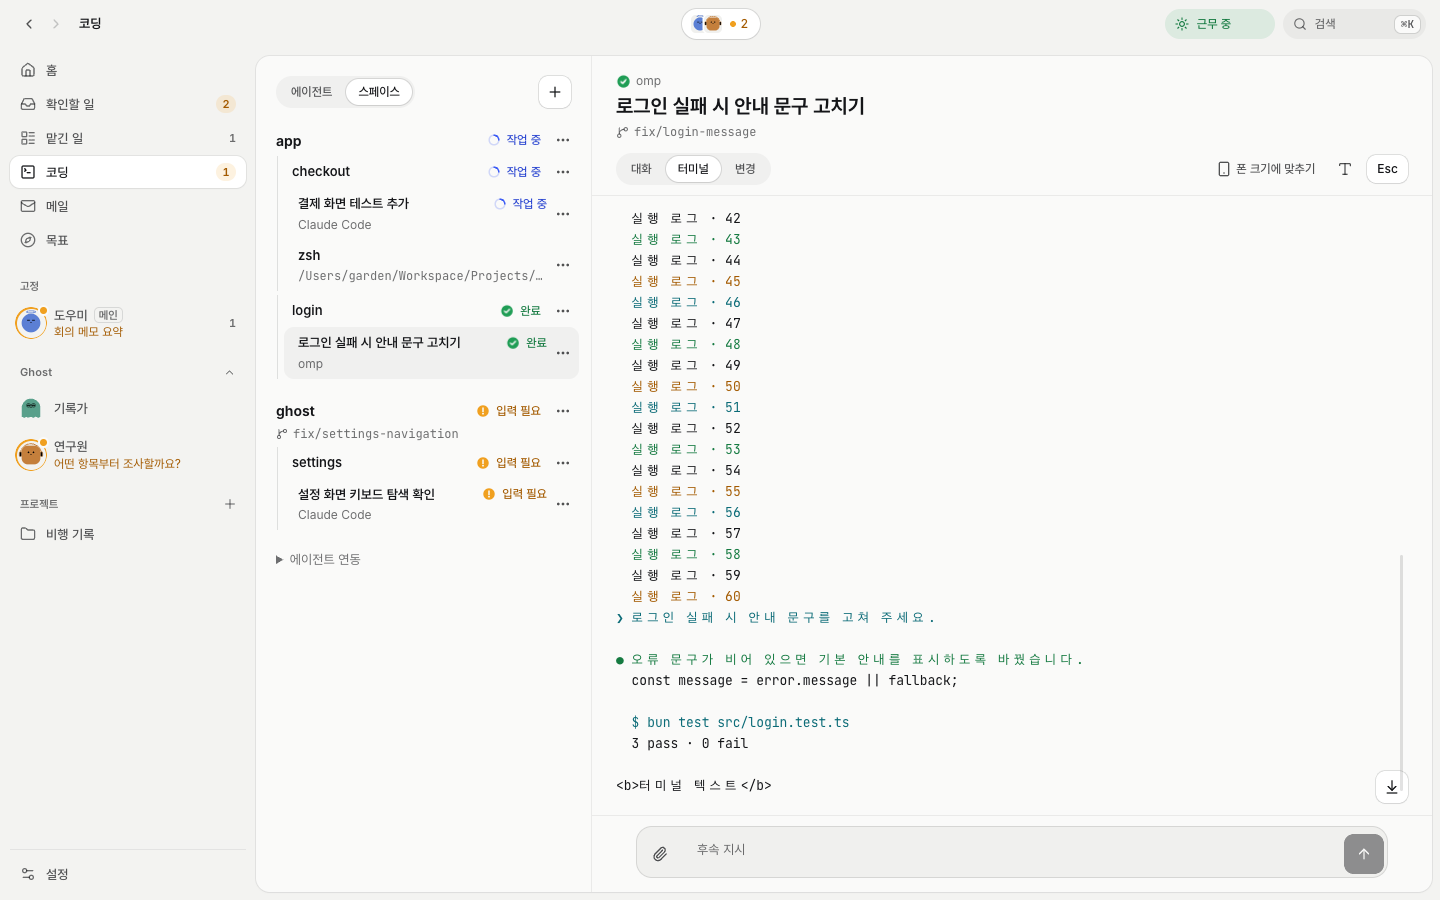 코딩
2
근무 중
검색
⌘K
홈
확인할 일
2
맡긴 일
1
코딩
1
메일
목표
고정
도우미
메인
회의 메모 요약
1
Ghost
기록가
연구원
어떤 항목부터 조사할까요?
프로젝트
비행 기록
설정
에이전트
스페이스
app
작업 중
checkout
작업 중
결제 화면 테스트 추가
작업 중
Claude Code
zsh
/Users/garden/Workspace/Projects/…
login
완료
로그인 실패 시 안내 문구 고치기
완료
omp
ghost
입력 필요
fix/settings-navigation
settings
입력 필요
설정 화면 키보드 탐색 확인
입력 필요
Claude Code
에이전트 연동
omp
로그인 실패 시 안내 문구 고치기
fix/login-message
대화
터미널
변경
폰 크기에 맞추기
Esc
실행 로그 · 42
실행 로그 · 43
실행 로그 · 44
실행 로그 · 45
실행 로그 · 46
실행 로그 · 47
실행 로그 · 48
실행 로그 · 49
실행 로그 · 50
실행 로그 · 51
실행 로그 · 52
실행 로그 · 53
실행 로그 · 54
실행 로그 · 55
실행 로그 · 56
실행 로그 · 57
실행 로그 · 58
실행 로그 · 59
실행 로그 · 60
❯ 로그인 실패 시 안내 문구를 고쳐 주세요.
● 오류 문구가 비어 있으면 기본 안내를 표시하도록 바꿨습니다.
const message = error.message || fallback;
$ bun test src/login.test.ts
3 pass · 0 fail
<b>터미널 텍스트</b>
후속 지시